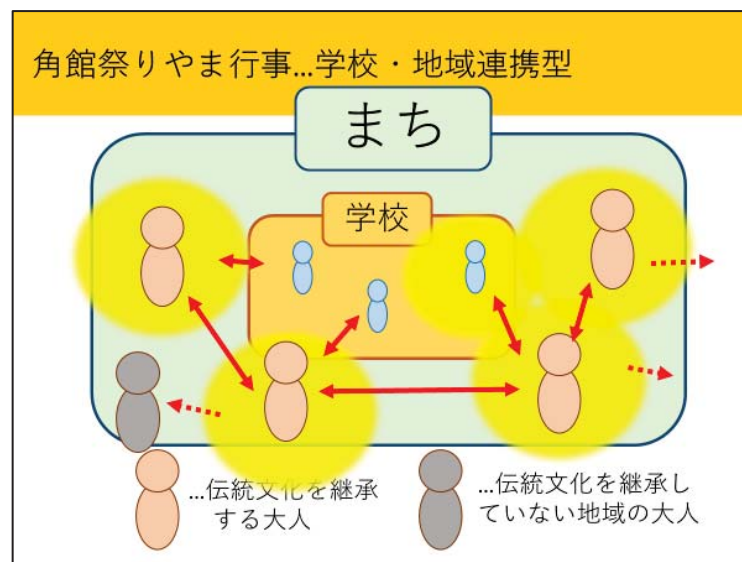 角館祭りやま行事...学校・地域連携型
まち
学校
...伝統文化を継承
する大人
...伝統文化を継承し
ていない地域の大人